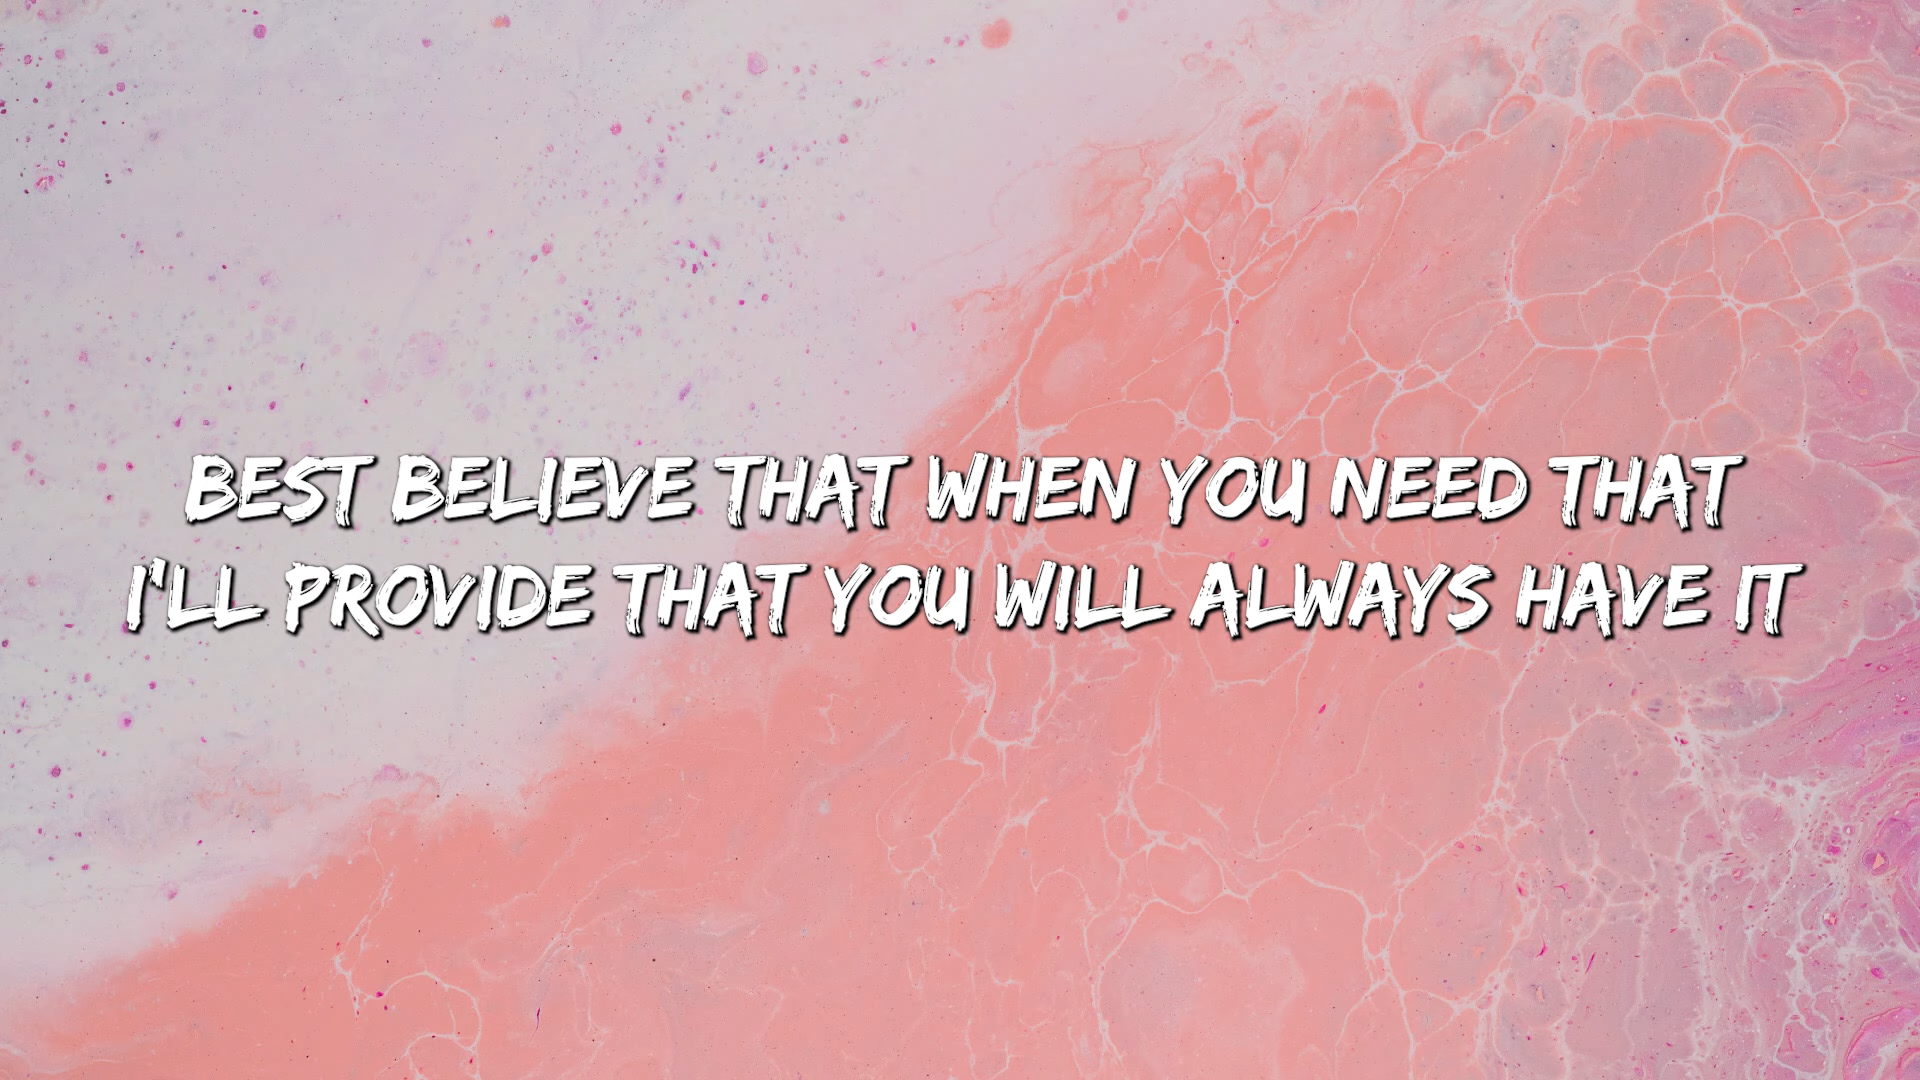 BEST BELIEVE THAT WHEN YOU NEED THAT
I'LL PROVIDE THAT YOU WILL ALWAYS HAVE IT